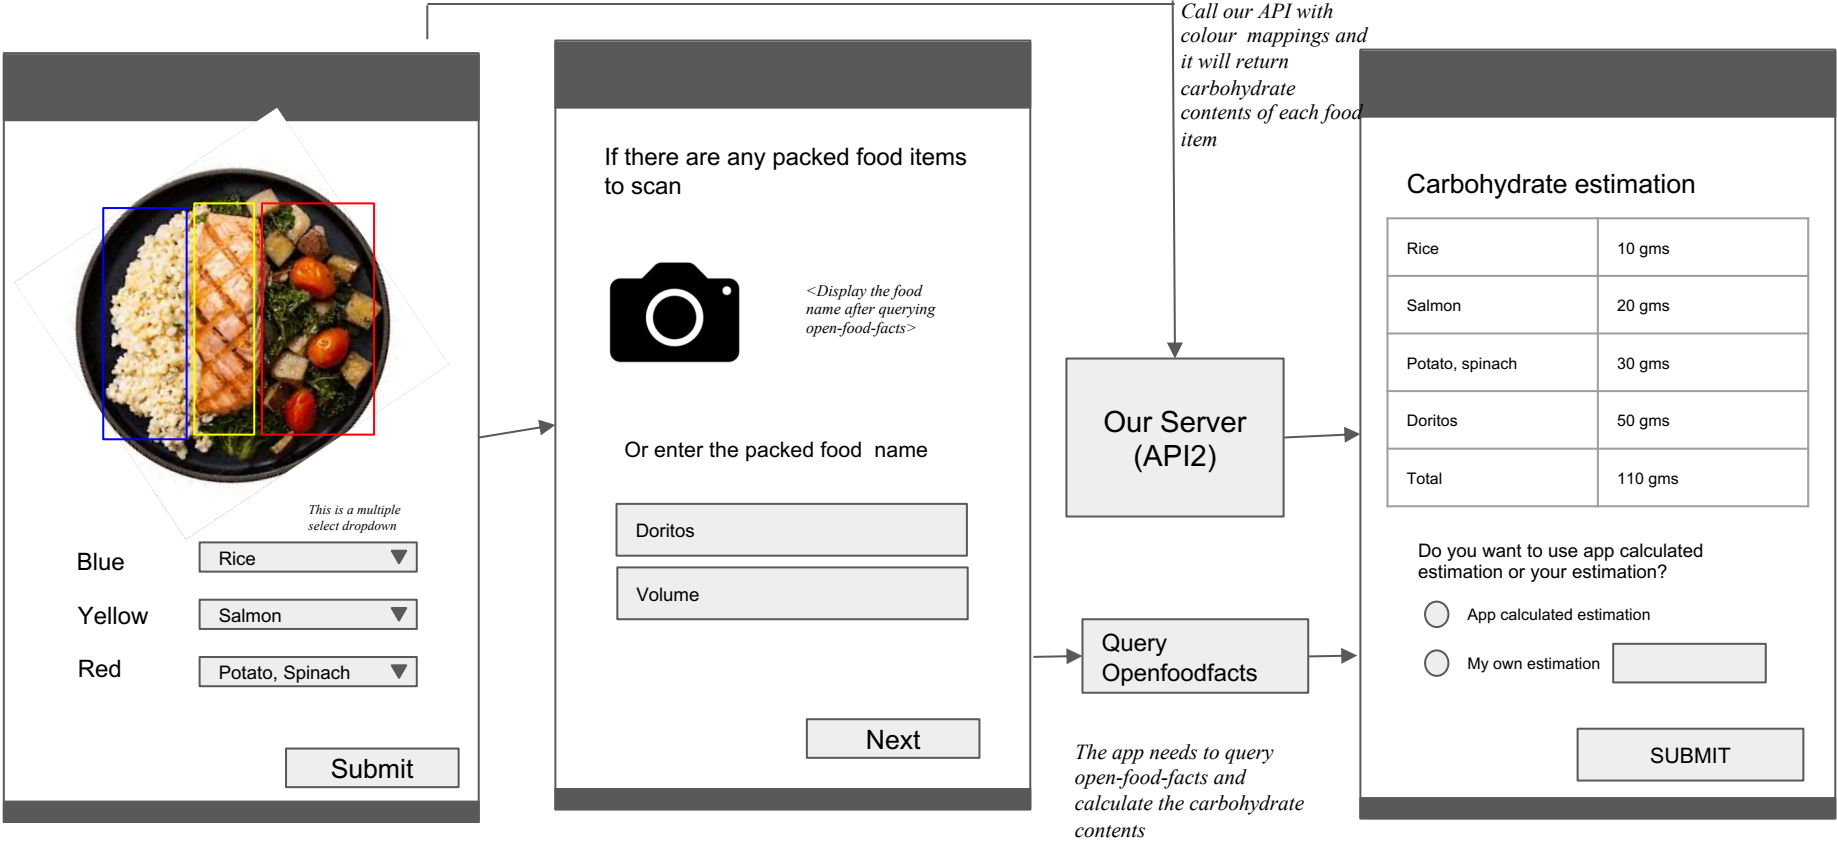 Call our API with
colour mappings and
it will return
carbohydrate
contents of each food
item
This is a multiple
select dropdown
Blue
Rice
Yellow
Salmon
Red
Potato, Spinach
Submit
If there are any packed food items
to scan
<Display the food
name after querying
open-food-facts>
Or enter the packed food name
Doritos
Volume
Next
Our Server
(API2)
Query
Openfoodfacts
The app needs to query
open-food-facts and
calculate the carbohydrate
contents
Carbohydrate estimation
Rice 10 gms
Salmon 20 gms
Potato, spinach 30 gms
Doritos 50 gms
Total 110 gms
Do you want to use app calculated
estimation or your estimation?
App calculated estimation
My own estimation
SUBMIT